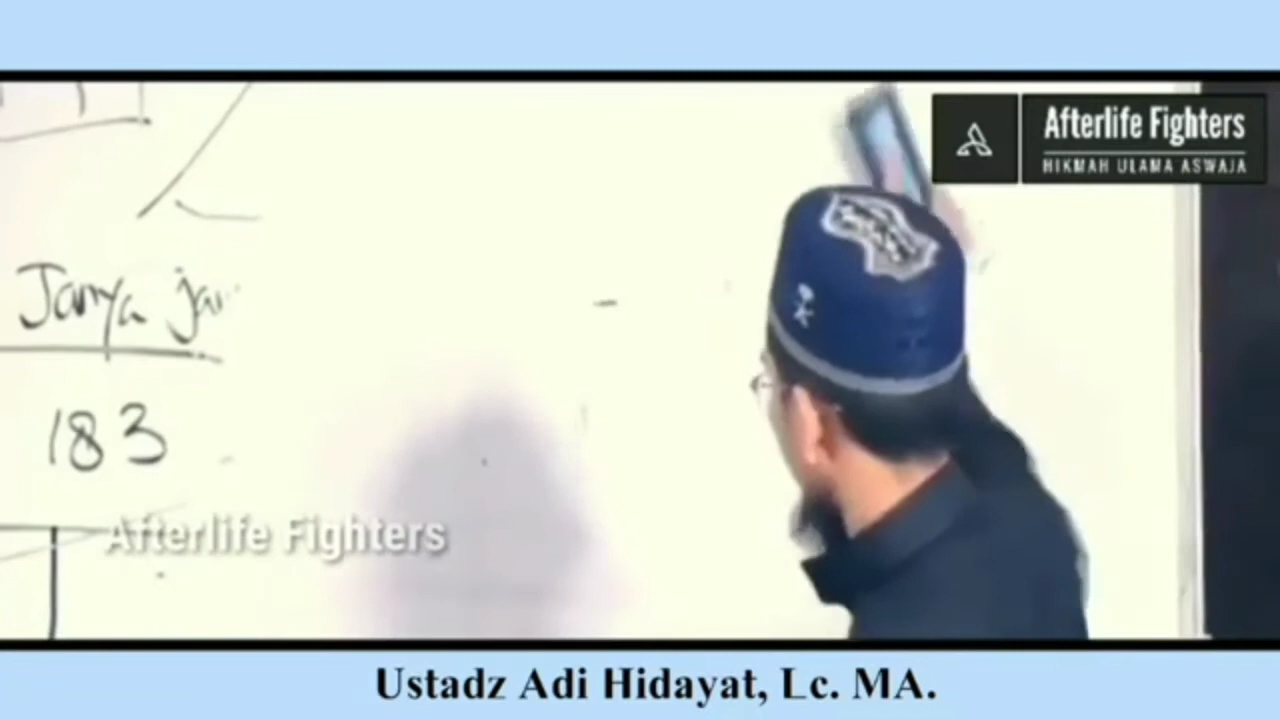 Afterlife Fighters
HIKMAH ULAMA ASWAJA
183
Afterlife Fighters
Ustadz Adi Hidayat, Lc. MA.